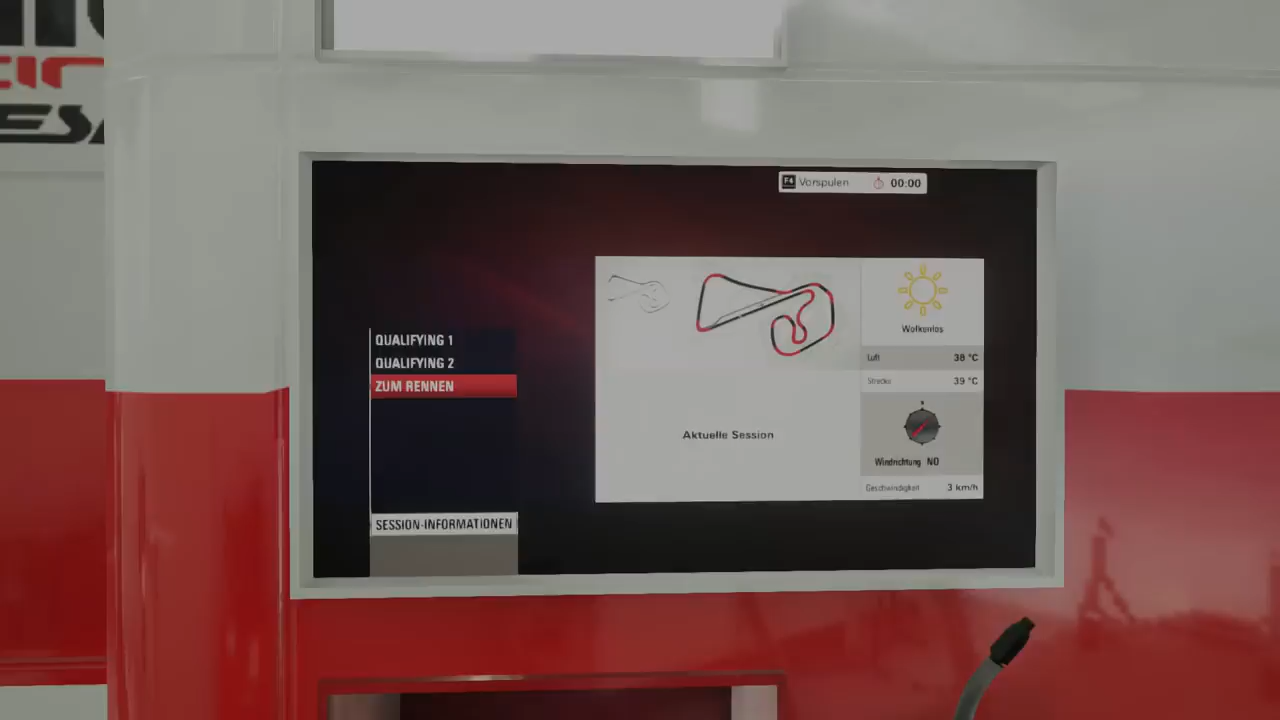 F4 Vorspulen 00:00
QUALIFYING 1
QUALIFYING 2
ZUM RENNEN
SESSION-INFORMATIONEN
Aktuelle Session
Wolkenlos
Luft 38 °C
Strecke 39 °C
N
Windrichtung NO
Geschwindigkeit 3 km/h